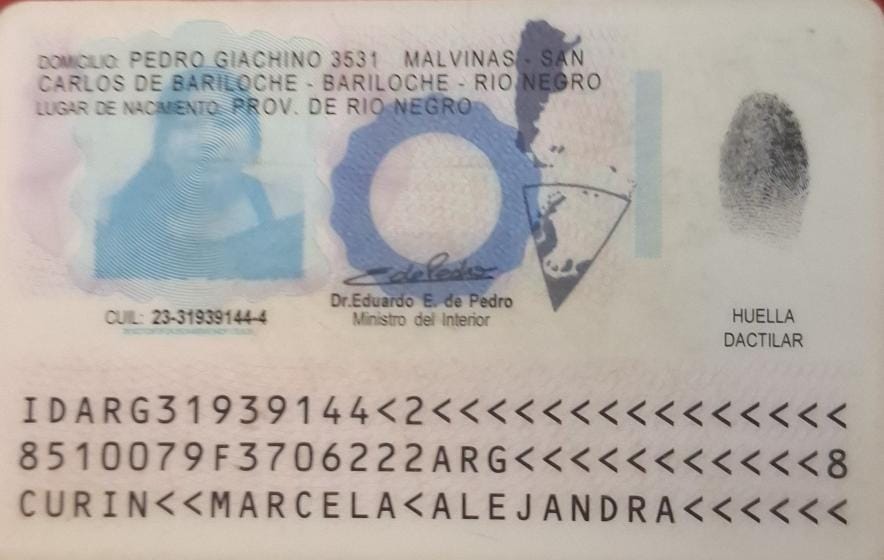 DOMICILIO: PEDRO GIACHINO 3531 MALVINAS - SAN
CARLOS DE BARILOCHE - BARILOCHE - RIO NEGRO
LUGAR DE NACIMIENTO: PROV. DE RIO NEGRO
CUIL: 23-31939144-4
Dr.Eduardo E. de Pedro
Ministro del Interior
HUELLA
DACTILAR
IDARG31939144<2<<<<<<<<<<<<<<<
8510079F3706222ARG<<<<<<<<<<<8
CURIN<<MARCELA<ALEJANDRA<<<<<<